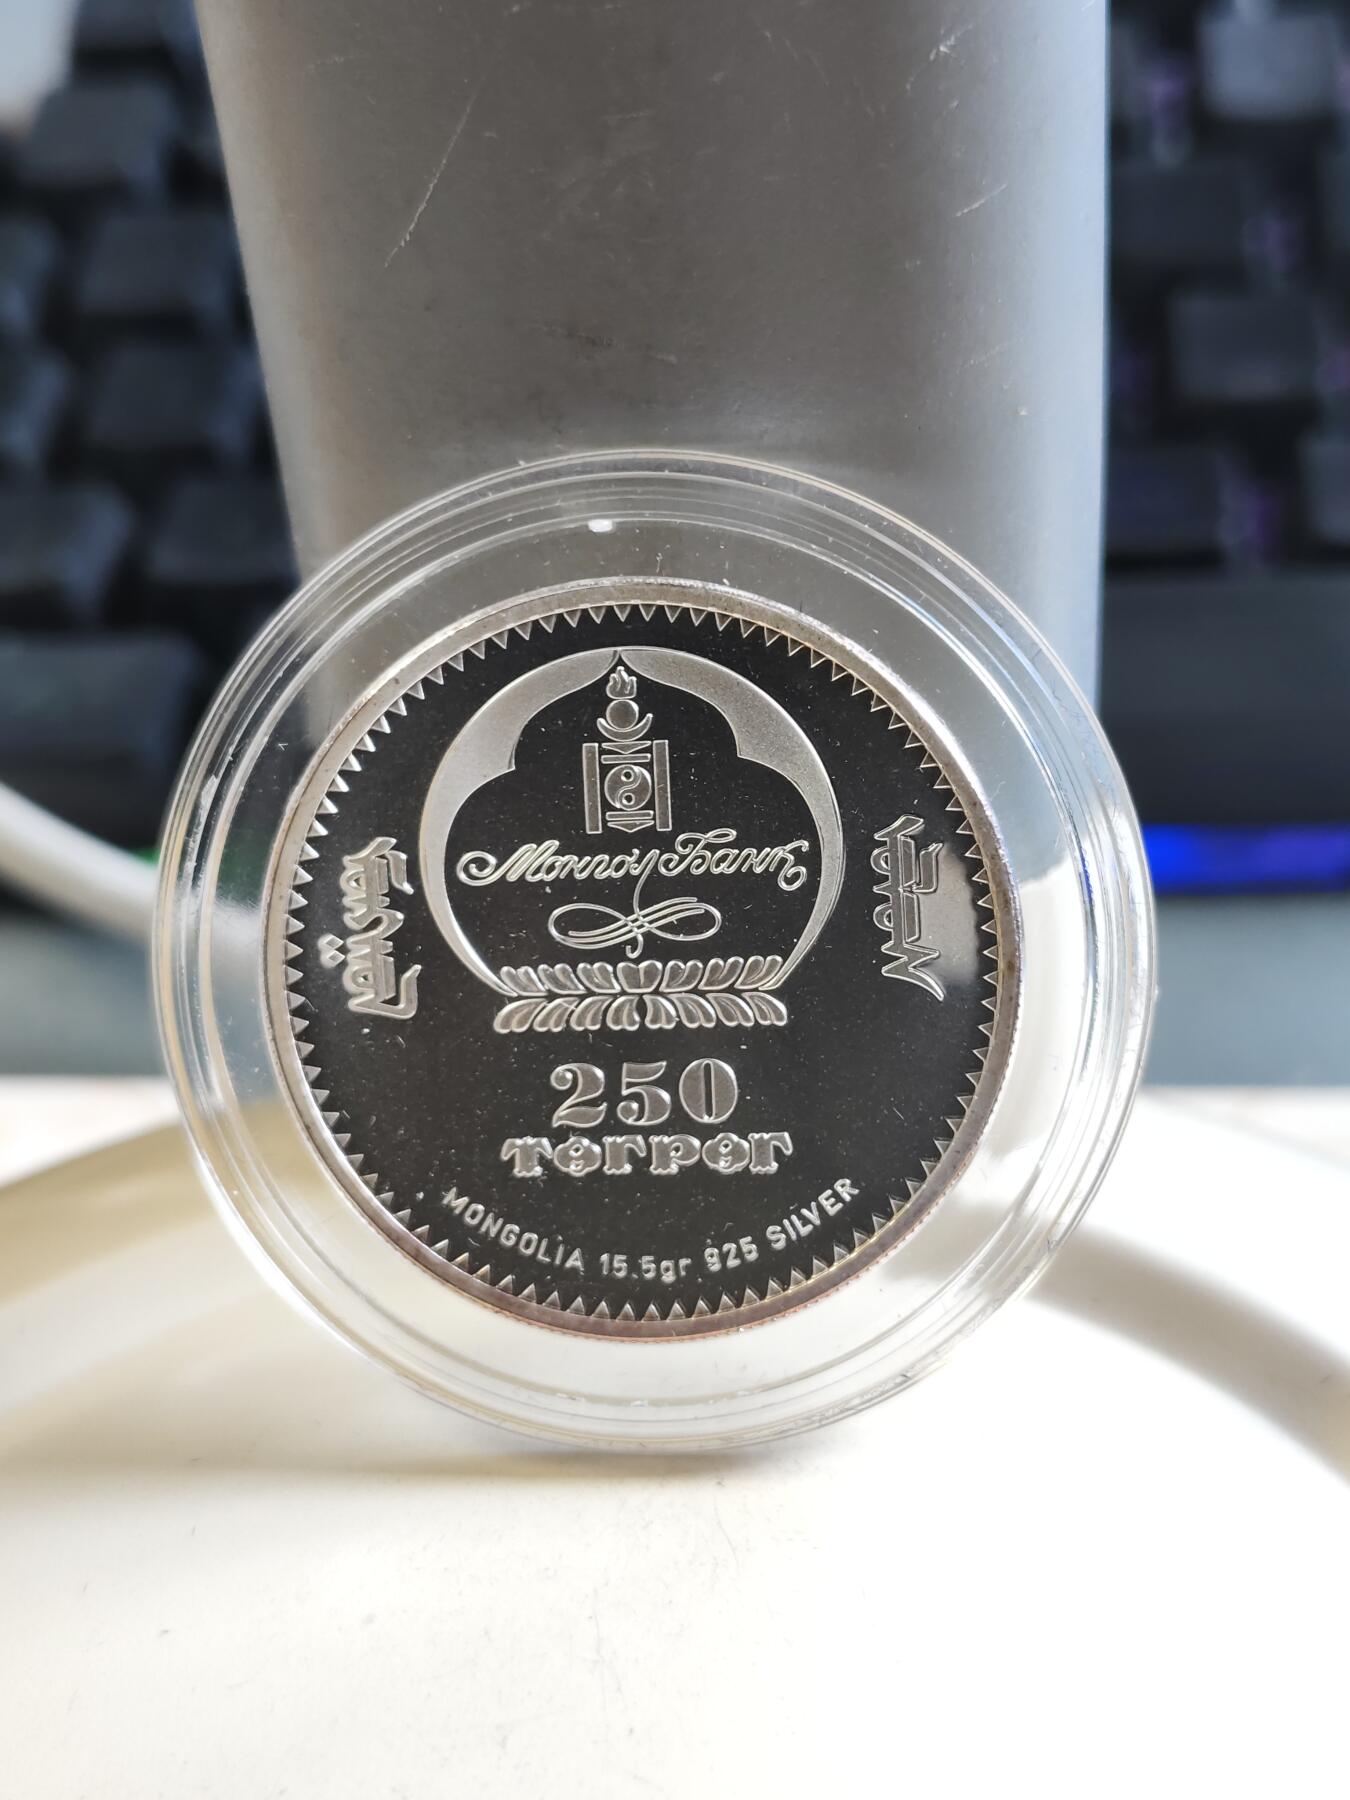 Монгол Банк
250
төгрөг
MONGOLIA 15.5gr 925 SILVER